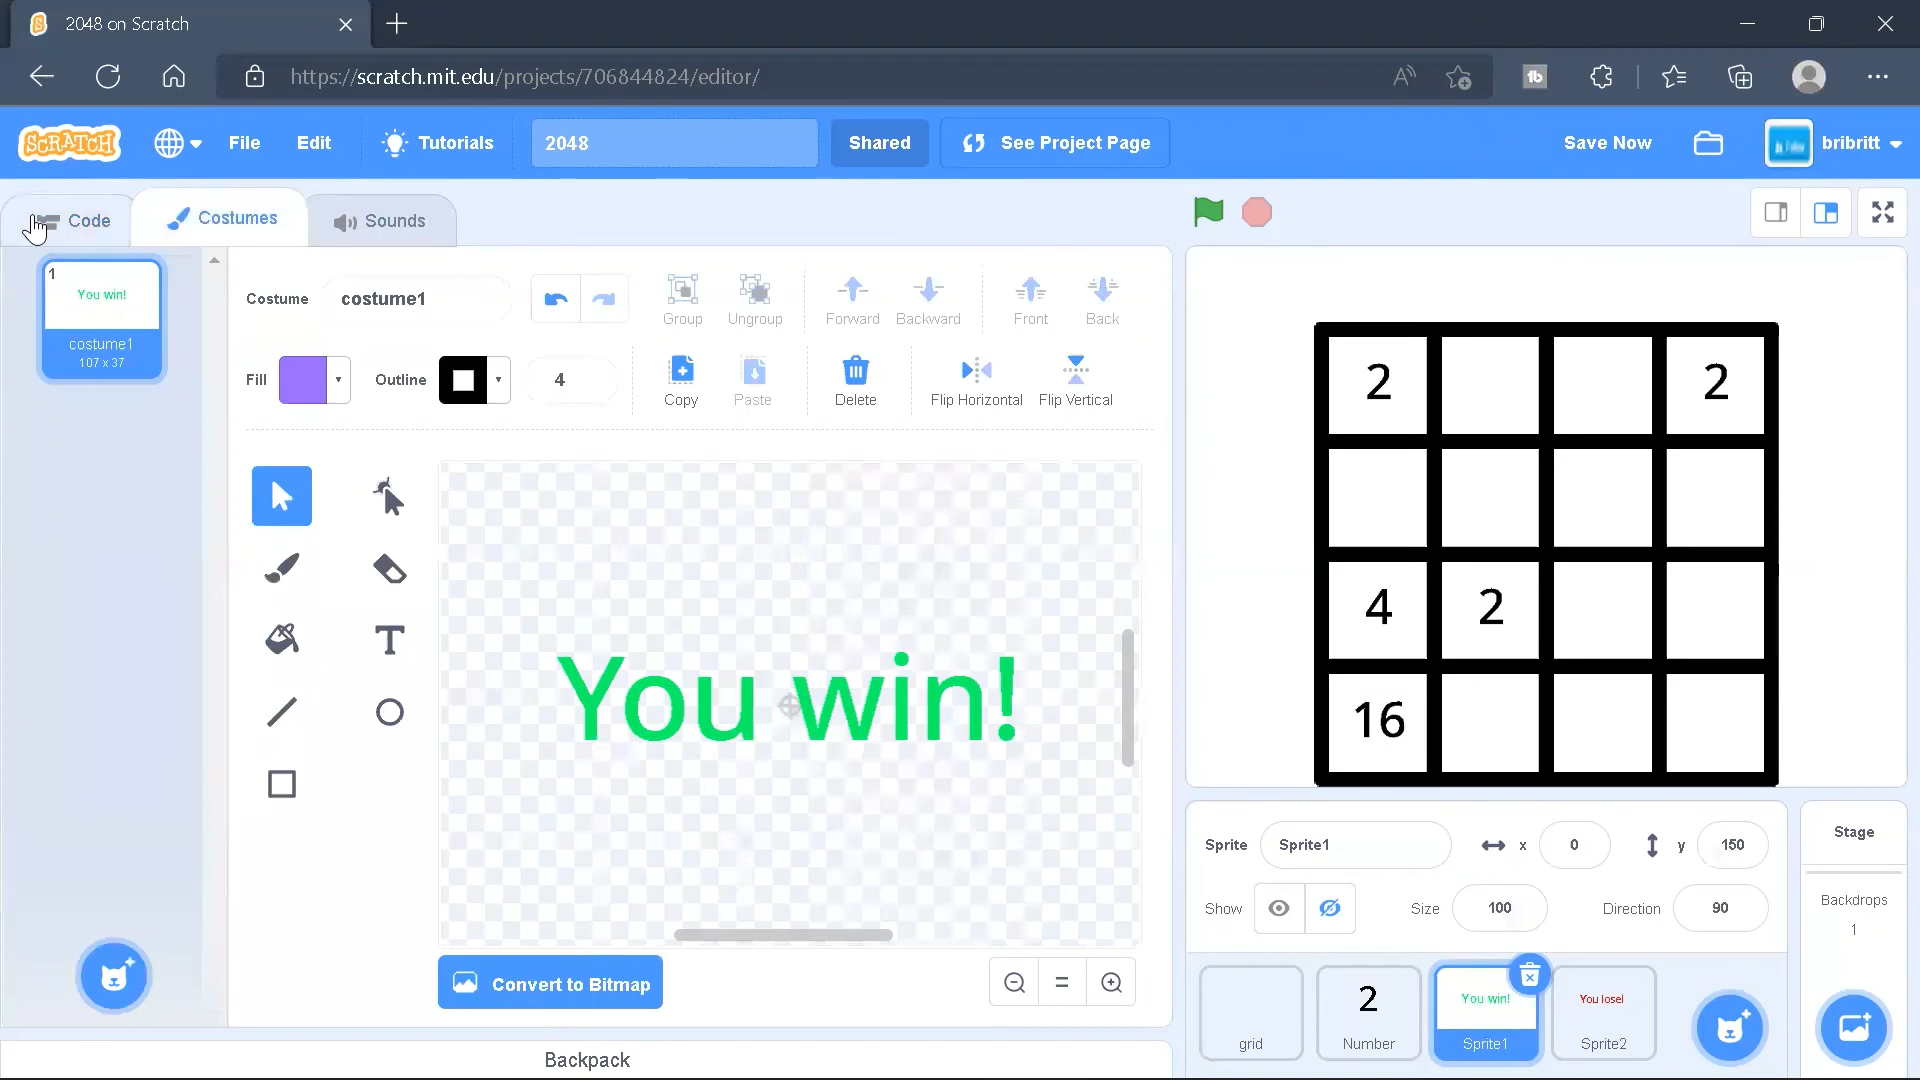 2048 on Scratch
https://scratch.mit.edu/projects/706844824/editor/
SCRATCH File Edit Tutorials 2048 Shared See Project Page Save Now bribritt
Code Costumes Sounds
1
You win!
costume1
107 x 37
Costume costume1 Group Ungroup Forward Backward Front Back
Fill Outline 4 Copy Paste Delete Flip Horizontal Flip Vertical
T
You win!
Convert to Bitmap
Backpack
2 2
4 2
16
Sprite Sprite1 x 0 y 150
Show Size 100 Direction 90
2 You win! You lose!
grid Number Sprite1 Sprite2
Stage
Backdrops
1